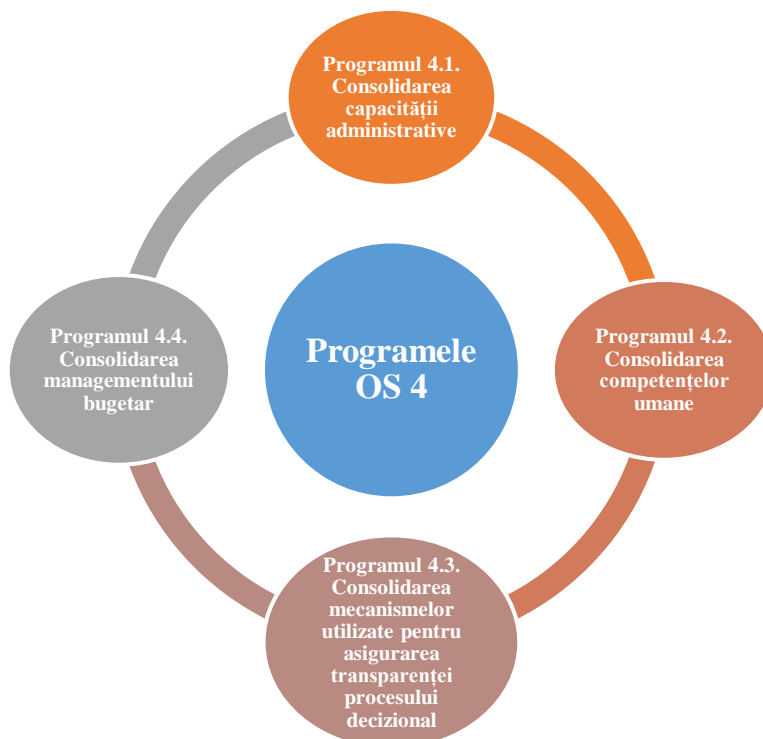 Programul 4.1.
Consolidarea
capacității
administrative
Programele
OS 4
Programul 4.2.
Consolidarea
competențelor
umane
Programul 4.3.
Consolidarea
mecanismelor
utilizate pentru
asigurarea
transparenței
procesului
decizional
Programul 4.4.
Consolidarea
managementului
bugetar